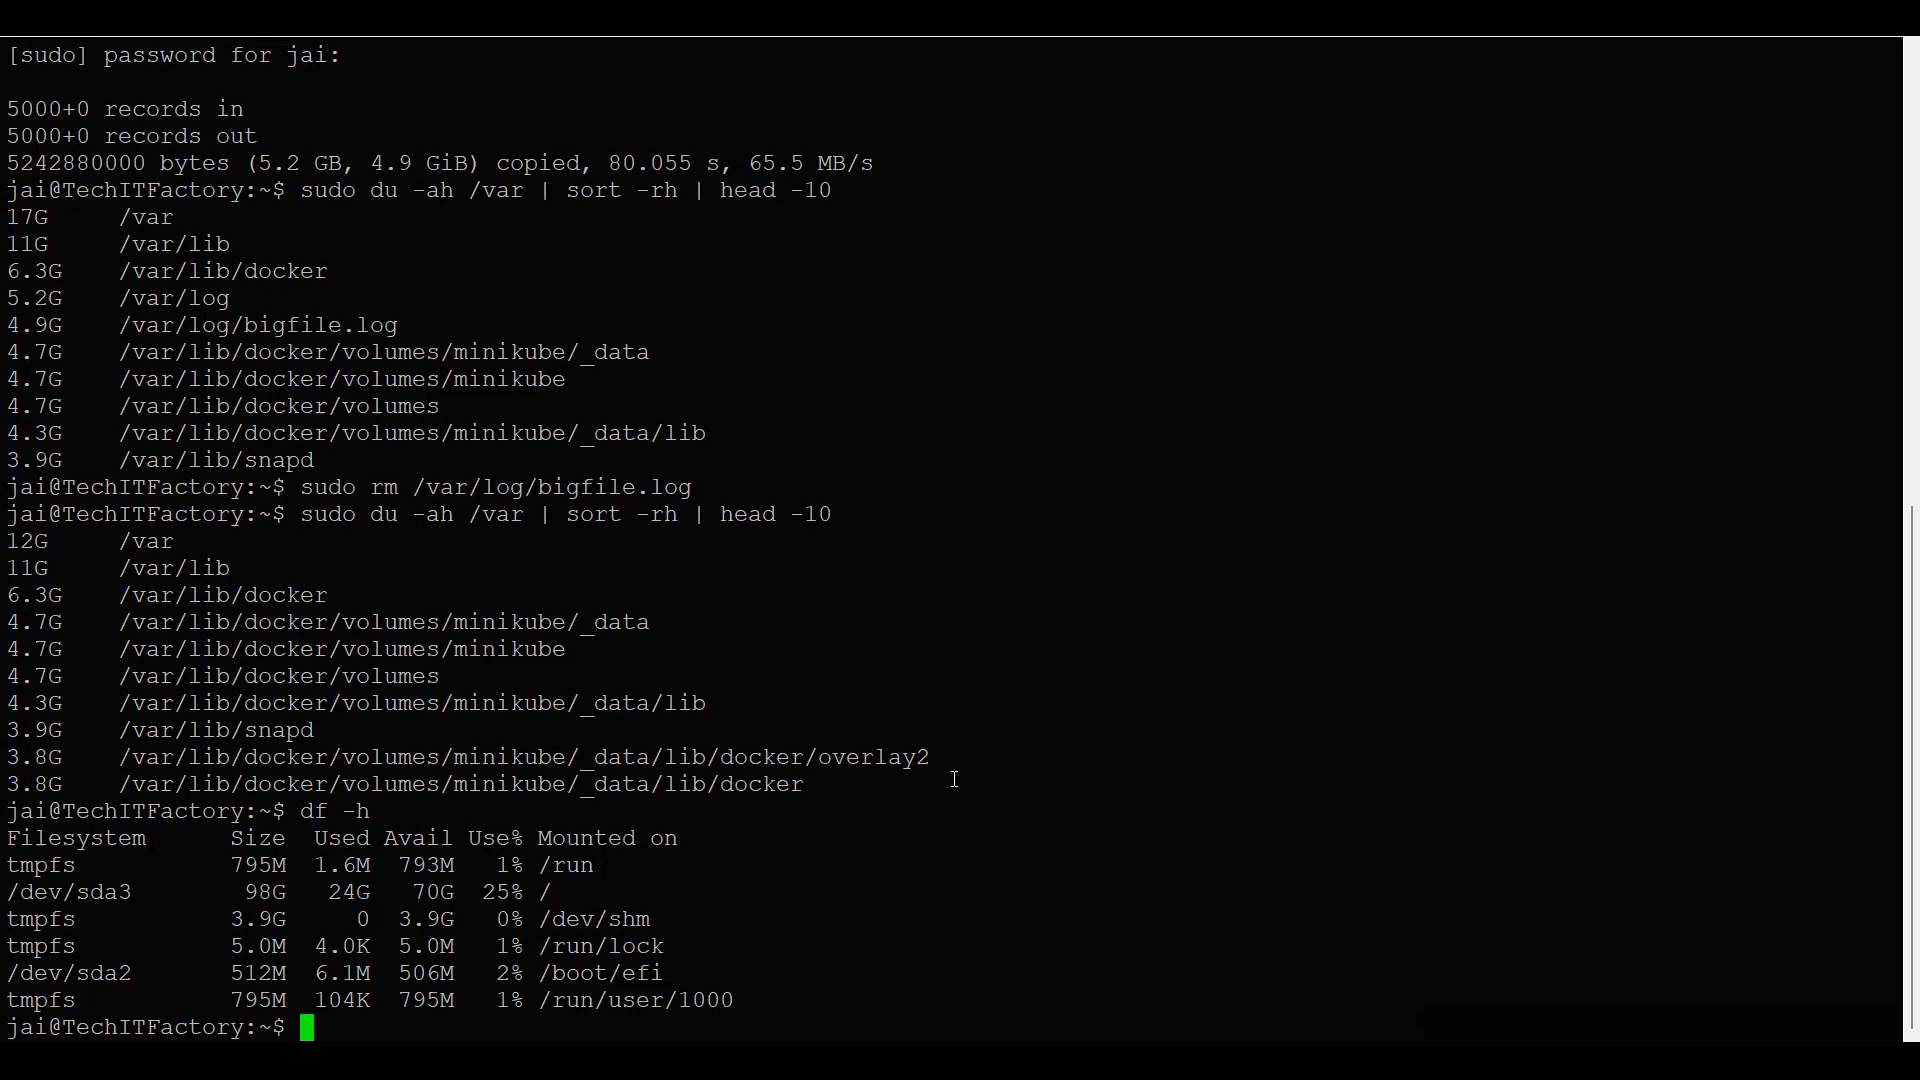 [sudo] password for jai:
5000+0 records in
5000+0 records out
5242880000 bytes (5.2 GB, 4.9 GiB) copied, 80.055 s, 65.5 MB/s
jai@TechITFactory:~$ sudo du -ah /var | sort -rh | head -10
17G     /var
11G     /var/lib
6.3G    /var/lib/docker
5.2G    /var/log
4.9G    /var/log/bigfile.log
4.7G    /var/lib/docker/volumes/minikube/_data
4.7G    /var/lib/docker/volumes/minikube
4.7G    /var/lib/docker/volumes
4.3G    /var/lib/docker/volumes/minikube/_data/lib
3.9G    /var/lib/snapd
jai@TechITFactory:~$ sudo rm /var/log/bigfile.log
jai@TechITFactory:~$ sudo du -ah /var | sort -rh | head -10
12G     /var
11G     /var/lib
6.3G    /var/lib/docker
4.7G    /var/lib/docker/volumes/minikube/_data
4.7G    /var/lib/docker/volumes/minikube
4.7G    /var/lib/docker/volumes
4.3G    /var/lib/docker/volumes/minikube/_data/lib
3.9G    /var/lib/snapd
3.8G    /var/lib/docker/volumes/minikube/_data/lib/docker/overlay2
3.8G    /var/lib/docker/volumes/minikube/_data/lib/docker
jai@TechITFactory:~$ df -h
Filesystem      Size  Used Avail Use% Mounted on
tmpfs           795M  1.6M  793M   1% /run
/dev/sda3        98G   24G   70G  25% /
tmpfs           3.9G     0  3.9G   0% /dev/shm
tmpfs           5.0M  4.0K  5.0M   1% /run/lock
/dev/sda2       512M  6.1M  506M   2% /boot/efi
tmpfs           795M  104K  795M   1% /run/user/1000
jai@TechITFactory:~$